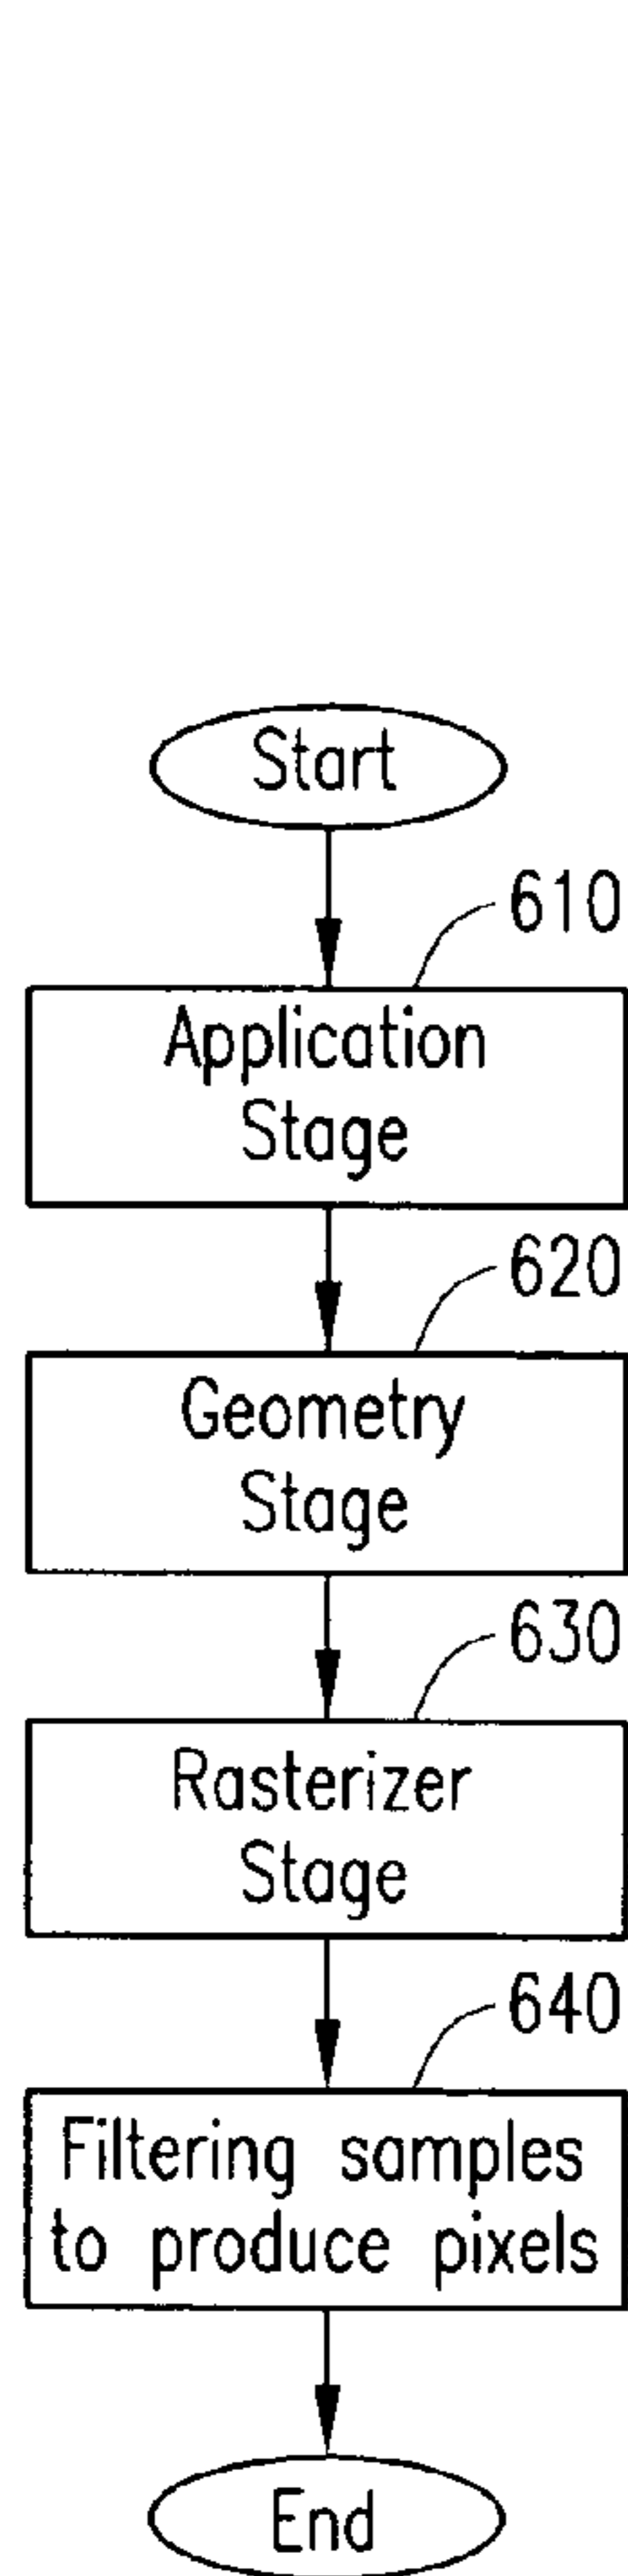 Start
610
Application
Stage
620
Geometry
Stage
630
Rasterizer
Stage
640
Filtering samples
to produce pixels
End